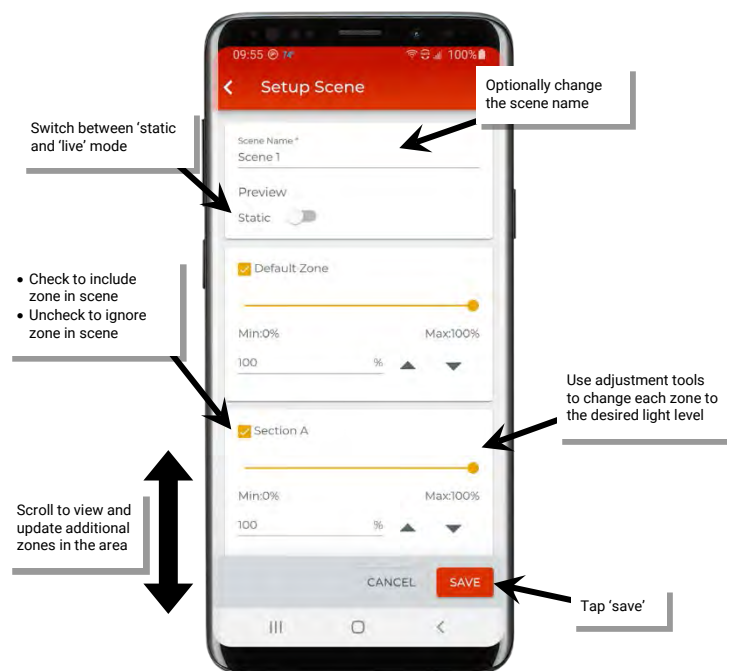 09:55 74° 100%
Setup Scene
Optionally change
the scene name
Switch between ‘static
and ‘live’ mode
Scene Name *
Scene 1
Preview
Static
• Check to include
zone in scene
• Uncheck to ignore
zone in scene
Default Zone
Min:0% Max:100%
100 %
Use adjustment tools
to change each zone to
the desired light level
Section A
Min:0% Max:100%
100 %
Scroll to view and
update additional
zones in the area
CANCEL SAVE
Tap ‘save’